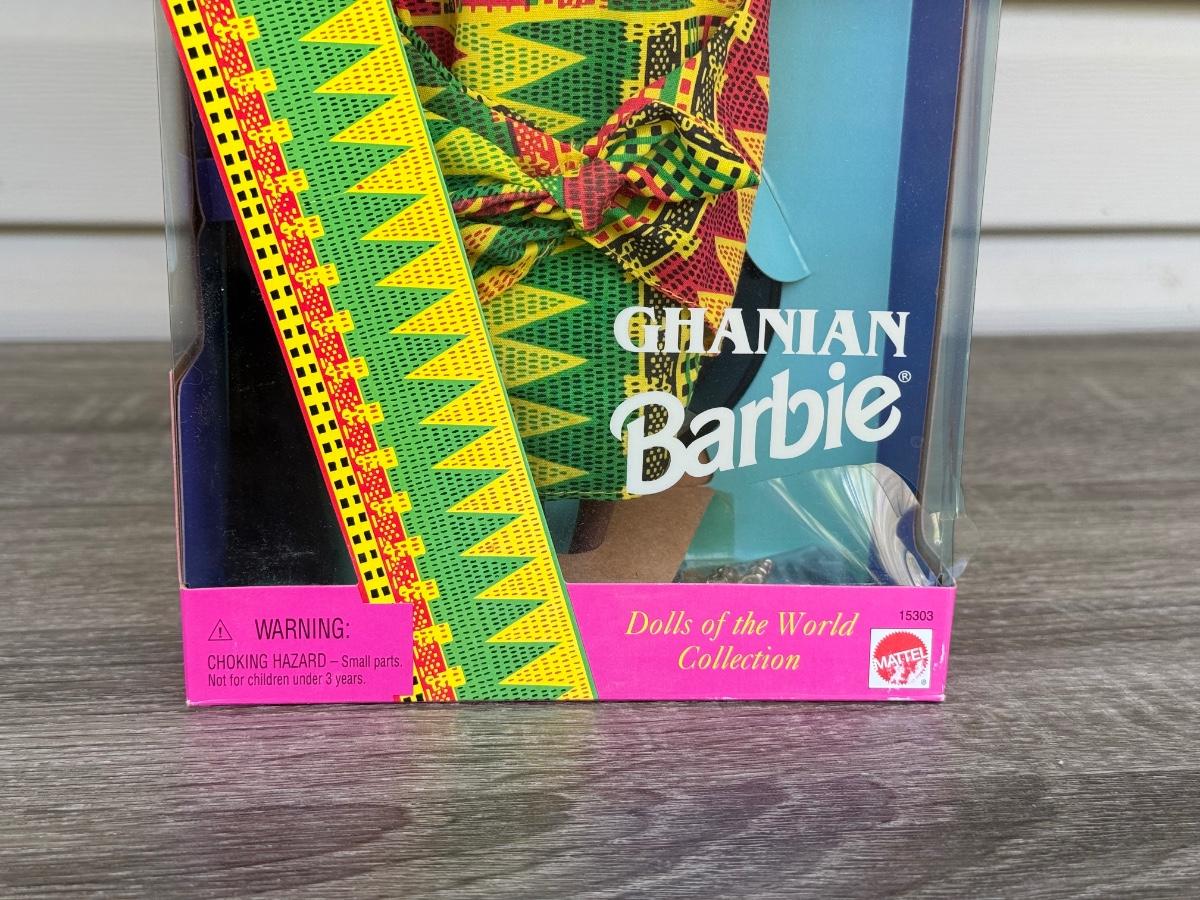 GHANIAN
Barbie®
⚠ WARNING:
CHOKING HAZARD – Small parts.
Not for children under 3 years.
Dolls of the World
Collection
15303
MATTEL
®